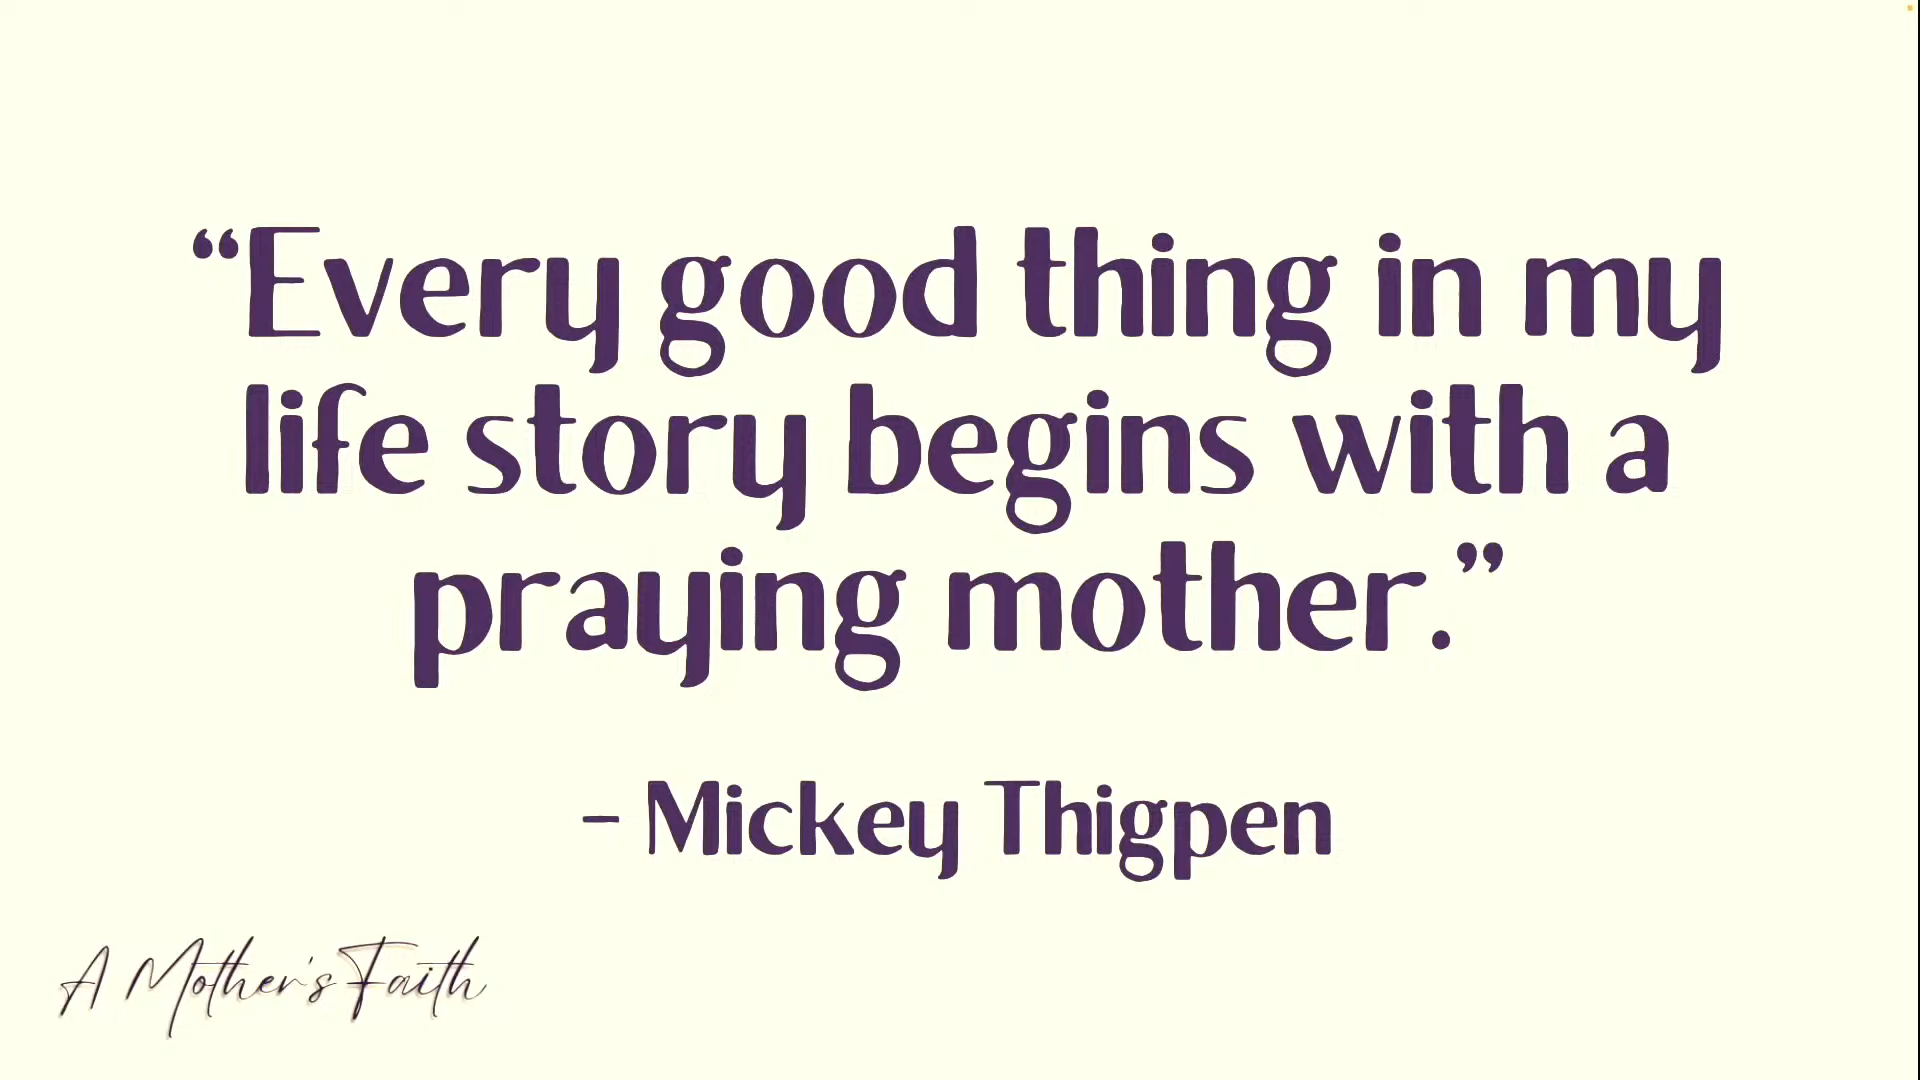 “Every good thing in my
life story begins with a
praying mother.”
- Mickey Thigpen
A Mother's Faith